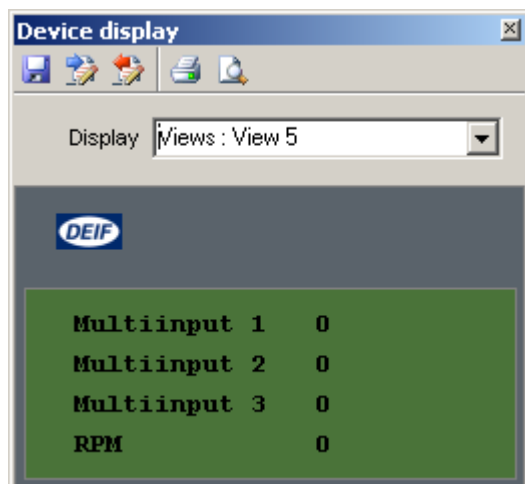 Device display
Display Views : View 5
DEIF
Multiinput 1 0
Multiinput 2 0
Multiinput 3 0
RPM 0